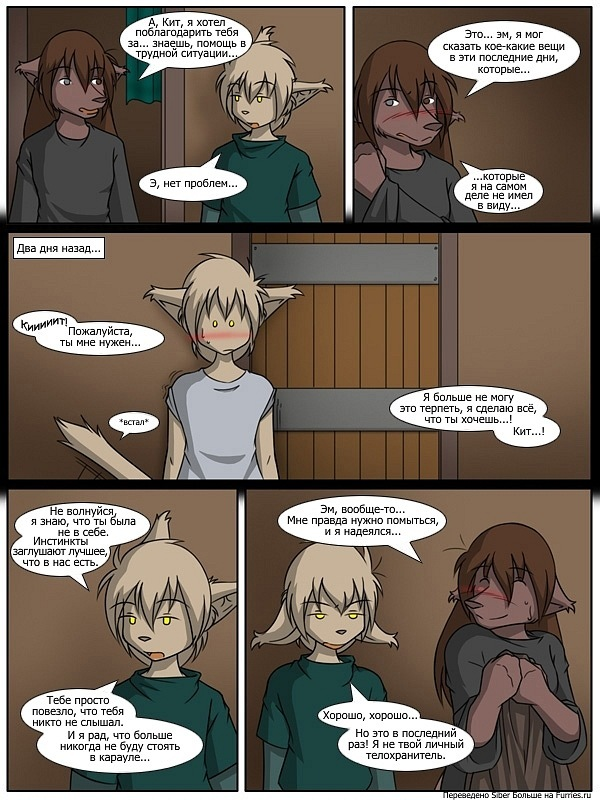 А, Кит, я хотел
поблагодарить тебя
за... знаешь, помощь в
трудной ситуации...
Э, нет проблем...
Это... эм, я мог
сказать кое-какие вещи
в эти последние дни,
которые...
...которые
я на самом
деле не имел
в виду...
Два дня назад...
Кииииит!
Пожалуйста,
ты мне нужен...
*встал*
Я больше не могу
это терпеть, я сделаю всё,
что ты хочешь...!
Кит...!
Не волнуйся,
я знаю, что ты была
не в себе.
Инстинкты
заглушают лучшее,
что в нас есть.
Тебе просто
повезло, что тебя
никто не слышал.
И я рад, что больше
никогда не буду стоять
в карауле...
Эм, вообще-то...
Мне правда нужно помыться,
и я надеялся...
Хорошо, хорошо...
Но это в последний
раз! Я не твой личный
телохранитель.
Переведено Siber Больше на Furries.ru